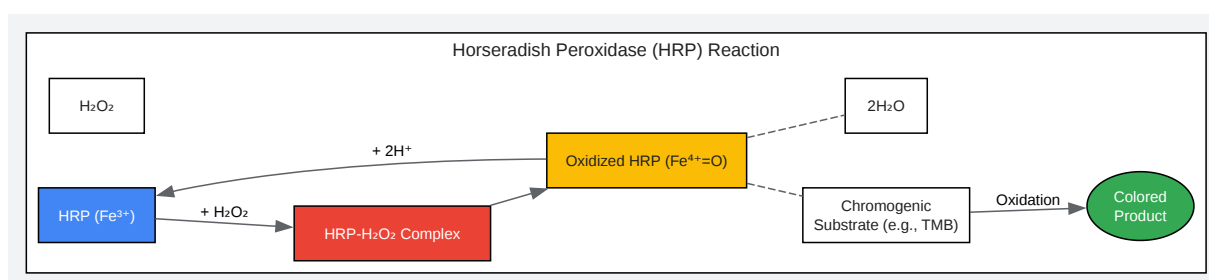 Horseradish Peroxidase (HRP) Reaction
H₂O₂
2H₂O
+ 2H⁺
Oxidized HRP (Fe⁴⁺=O)
HRP (Fe³⁺)
+ H₂O₂
HRP-H₂O₂ Complex
Chromogenic
Substrate (e.g., TMB)
Oxidation
Colored
Product